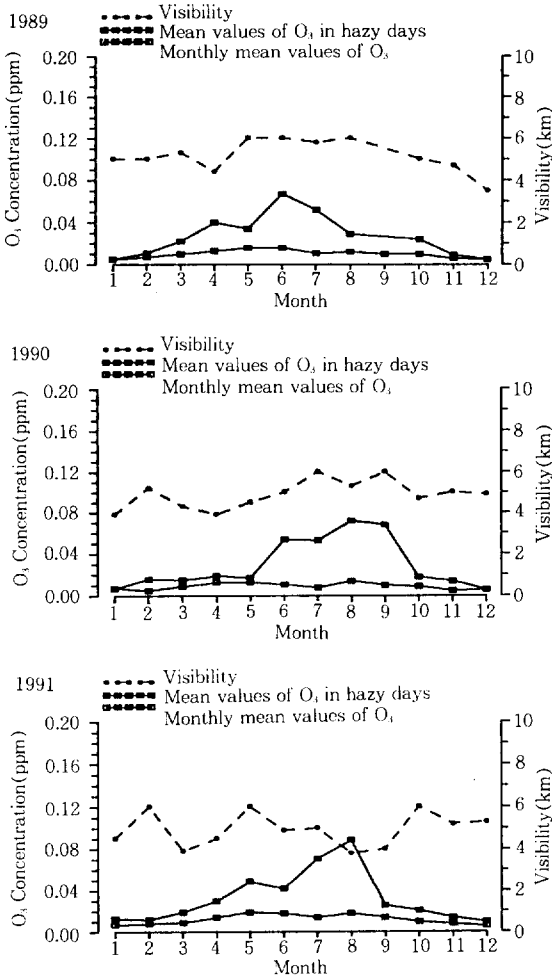 1989
Visibility
Mean values of O₃ in hazy days
Monthly mean values of O₃
O₃ Concentration(ppm)
0.20
0.16
0.12
0.08
0.04
0.00
10
8
6
4
2
0
Visibility(km)
1 2 3 4 5 6 7 8 9 10 11 12
Month
1990
Visibility
Mean values of O₃ in hazy days
Monthly mean values of O₃
O₃ Concentration(ppm)
0.20
0.16
0.12
0.08
0.04
0.00
10
8
6
4
2
0
Visibility(km)
1 2 3 4 5 6 7 8 9 10 11 12
Month
1991
Visibility
Mean values of O₃ in hazy days
Monthly mean values of O₃
O₃ Concentration(ppm)
0.20
0.16
0.12
0.08
0.04
0.00
10
8
6
4
2
0
Visibility(km)
1 2 3 4 5 6 7 8 9 10 11 12
Month